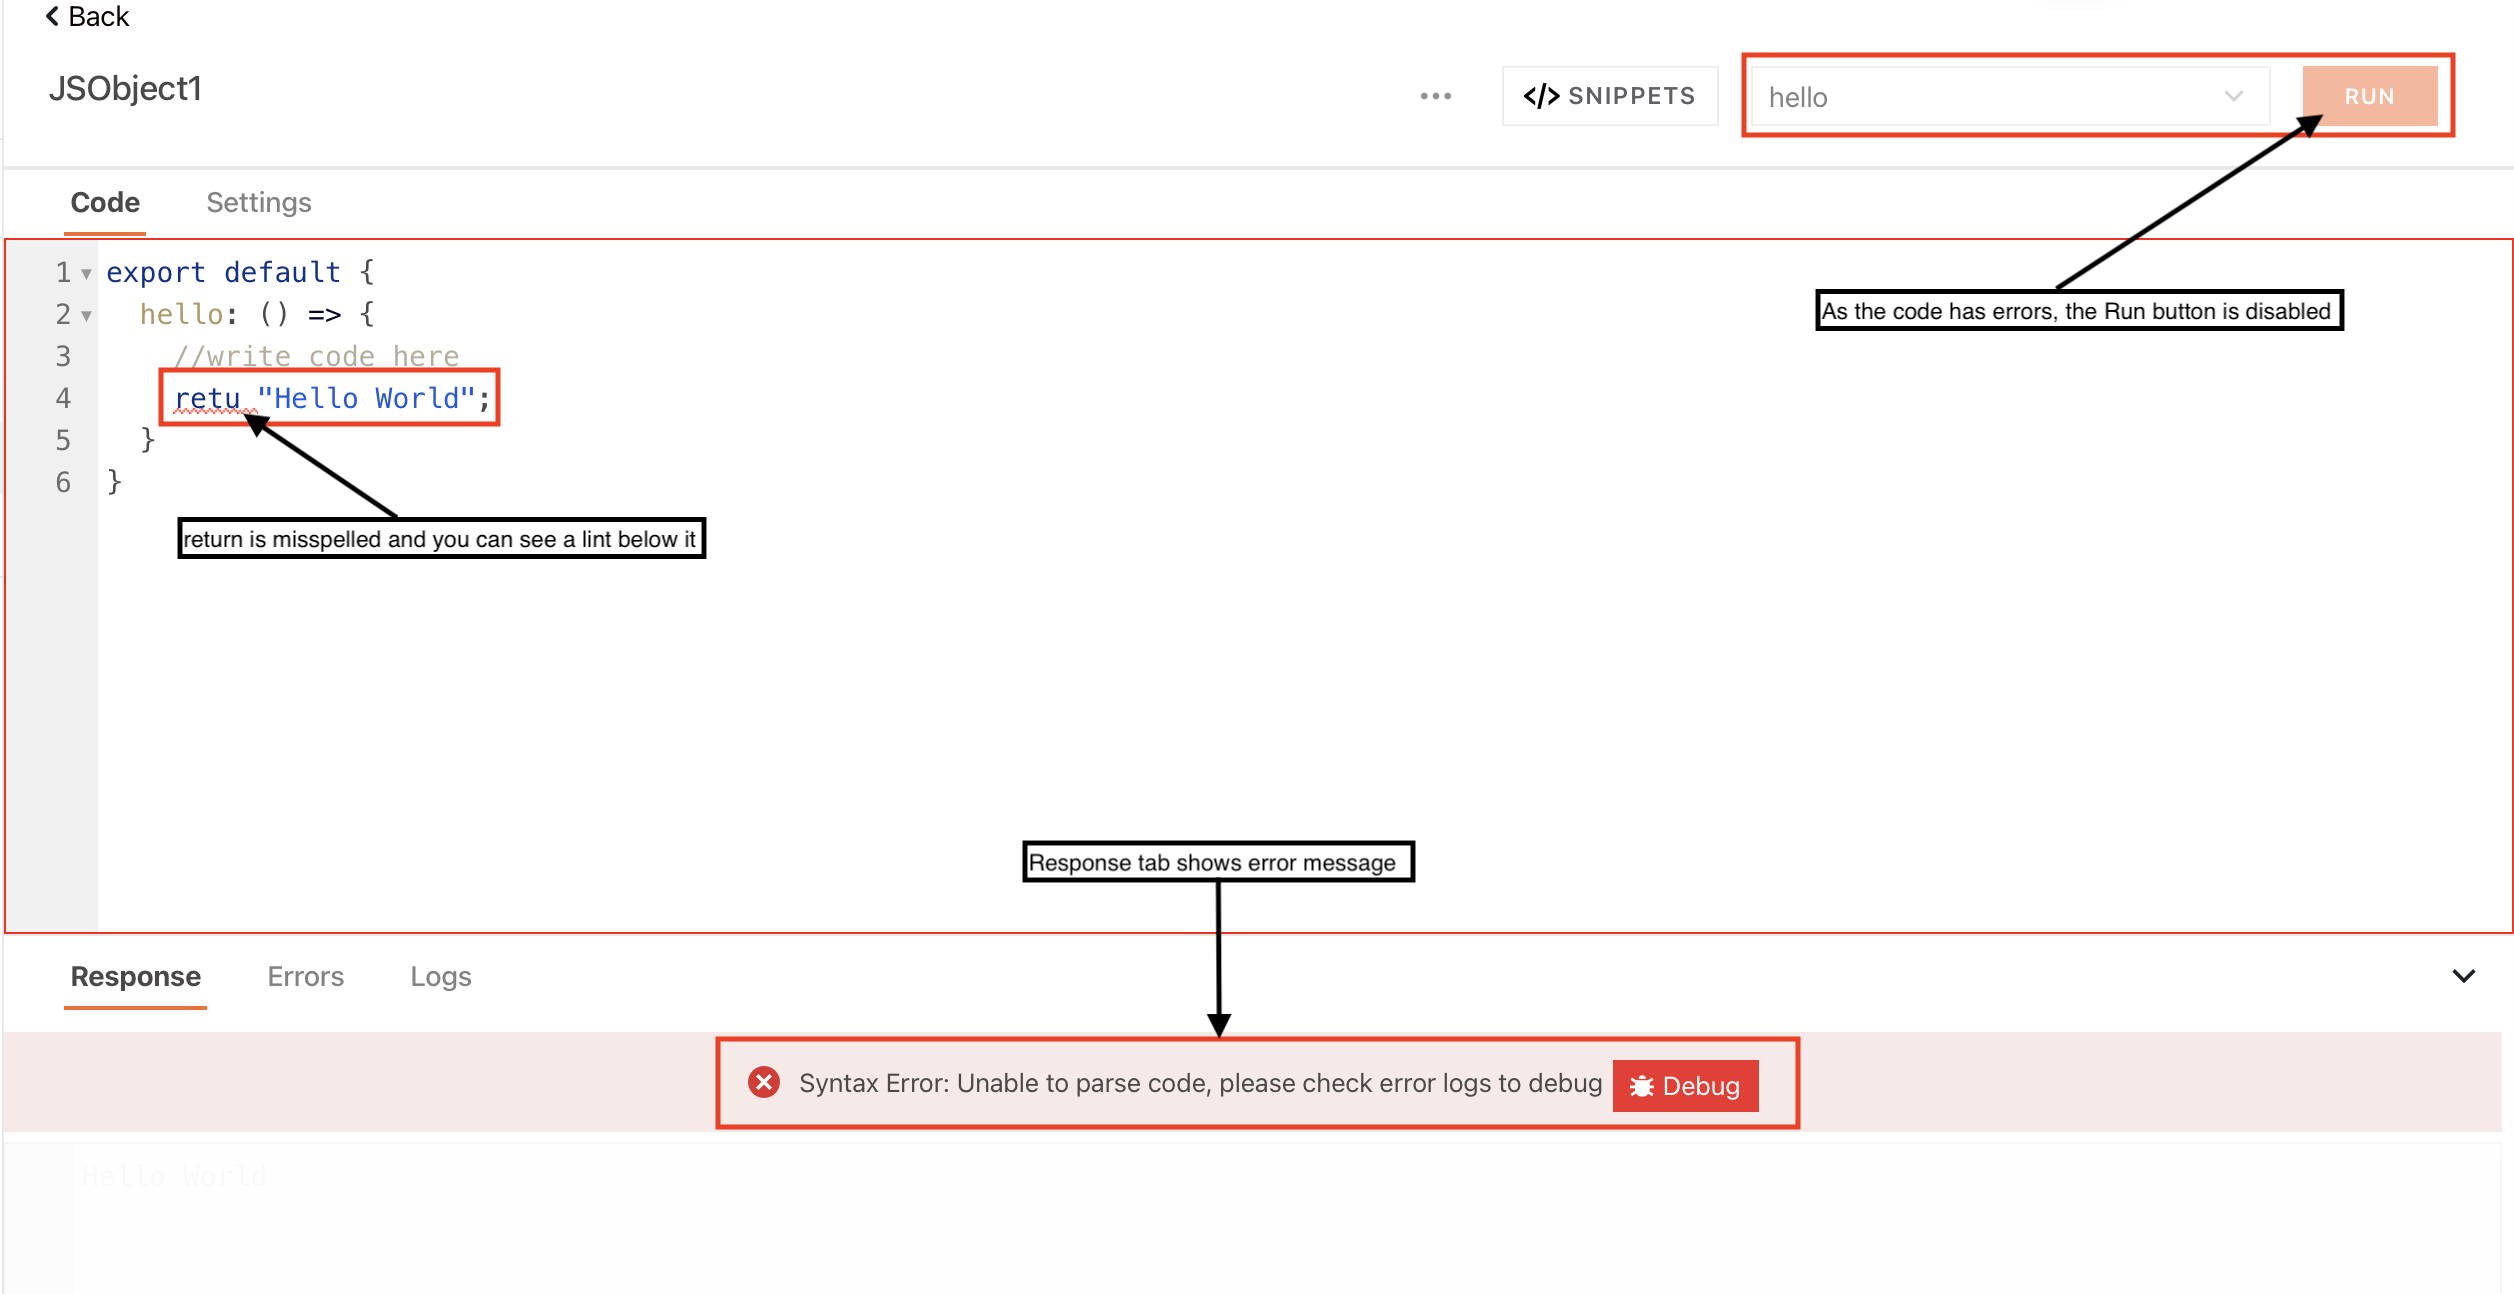 Back
JSObject1
••• </> SNIPPETS hello RUN
Code Settings
1 export default {
2 hello: () => {
As the code has errors, the Run button is disabled
3 //write code here
4 retu "Hello World";
5 }
6 }
return is misspelled and you can see a lint below it
Response tab shows error message
Response Errors Logs
Syntax Error: Unable to parse code, please check error logs to debug Debug
Hello World